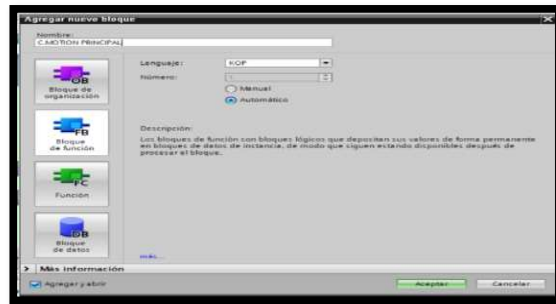 Agregar nuevo bloque
Nombre:
C.MOTION PRINCIPAL
OB
Bloque de
organización
FB
Bloque
de función
FC
Función
DB
Bloque
de datos
Lenguaje:
KOP
Número:
1
Manual
Automático
Descripción:
Los bloques de función son bloques lógicos que depositan sus valores de forma permanente
en bloques de datos de instancia, de modo que siguen estando disponibles después de
procesar el bloque.
más...
> Más información
Agregar y abrir
Aceptar
Cancelar